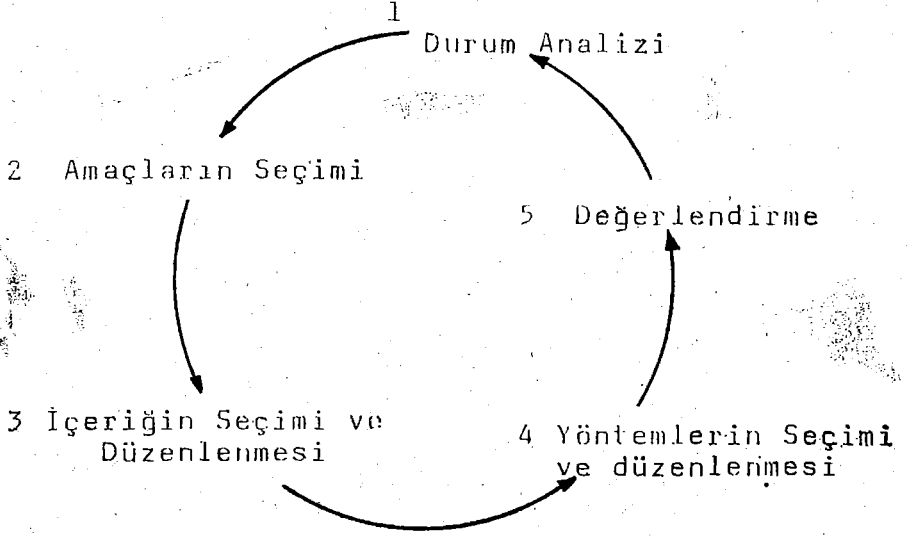 1
Durum Analizi
2 Amaçların Seçimi
3 İçeriğin Seçimi ve
Düzenlenmesi
4 Yöntemlerin Seçimi
ve düzenlenmesi
5 Değerlendirme